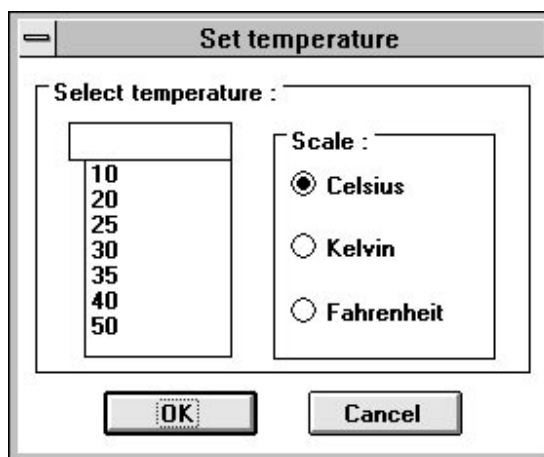 Set temperature
Select temperature :
10
20
25
30
35
40
50
Scale :
Celsius
Kelvin
Fahrenheit
OK
Cancel